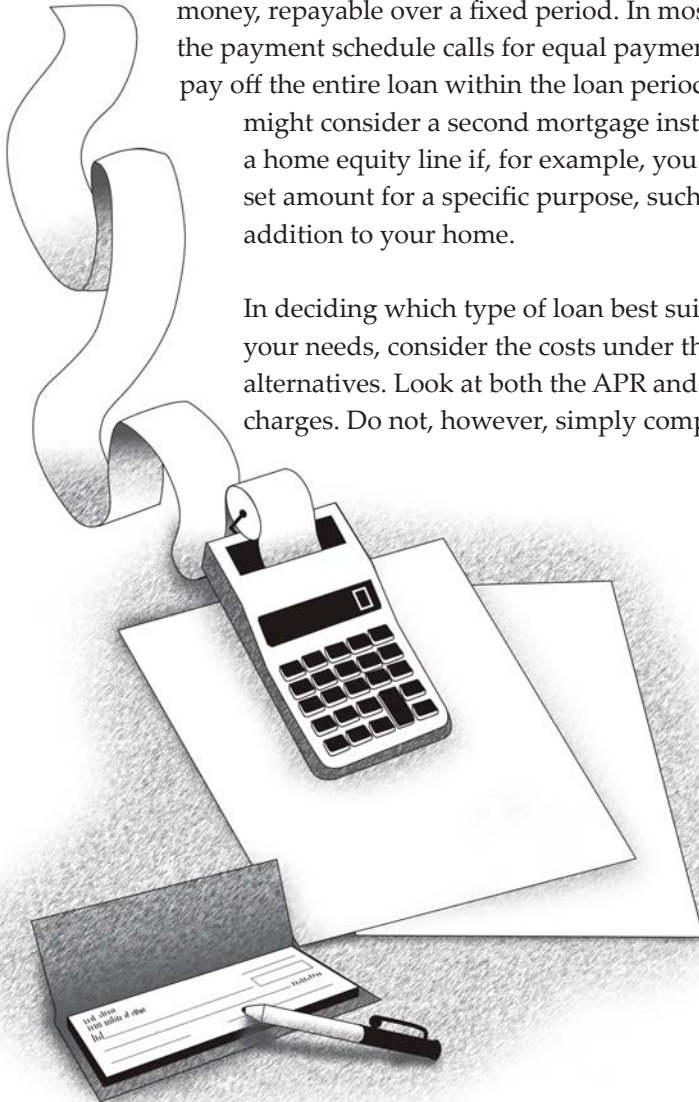 money, repayable over a fixed period. In mos
the payment schedule calls for equal paymen
pay off the entire loan within the loan period
might consider a second mortgage inst
a home equity line if, for example, you
set amount for a specific purpose, such
addition to your home.
In deciding which type of loan best sui
your needs, consider the costs under th
alternatives. Look at both the APR and
charges. Do not, however, simply comp
0